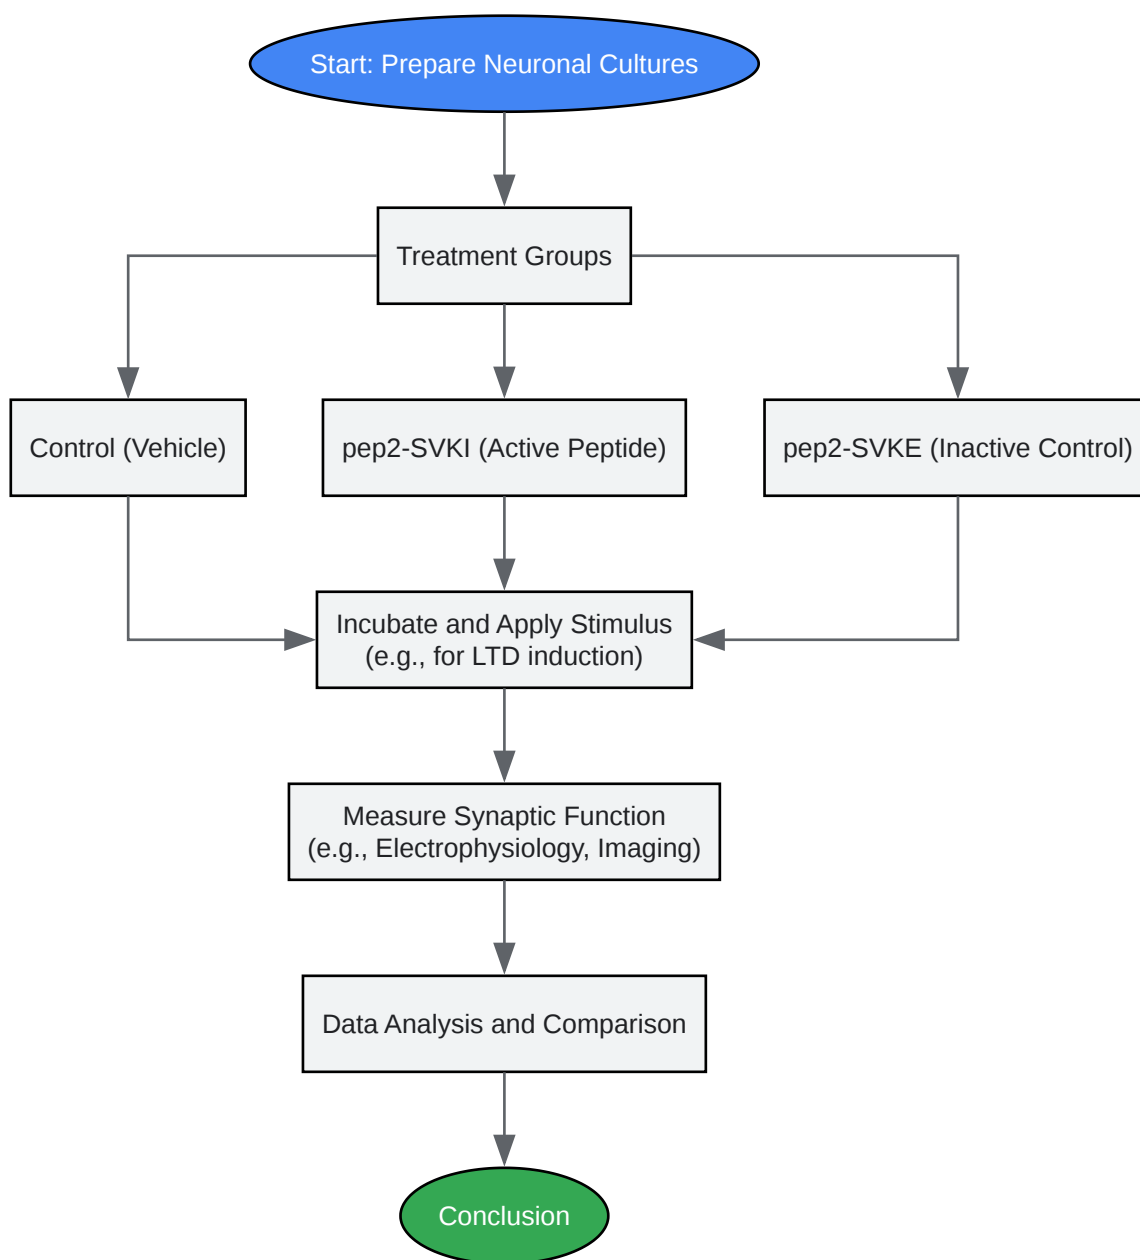 Start: Prepare Neuronal Cultures
Treatment Groups
Control (Vehicle)
pep2-SVKI (Active Peptide)
pep2-SVKE (Inactive Control)
Incubate and Apply Stimulus
(e.g., for LTD induction)
Measure Synaptic Function
(e.g., Electrophysiology, Imaging)
Data Analysis and Comparison
Conclusion